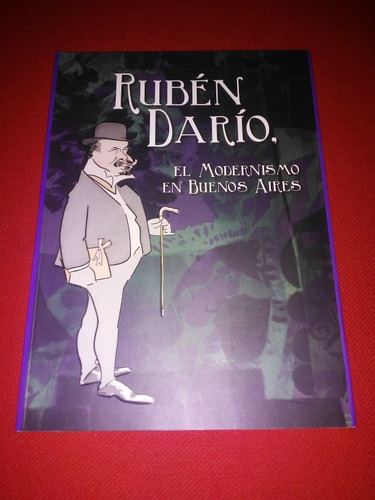 RUBÉN
DARÍO,
EL MODERNISMO
EN BUENOS AIRES